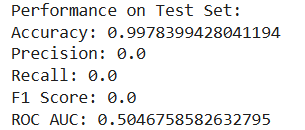 Performance on Test Set:
Accuracy: 0.9978399428041194
Precision: 0.0
Recall: 0.0
F1 Score: 0.0
ROC AUC: 0.5046758582632795